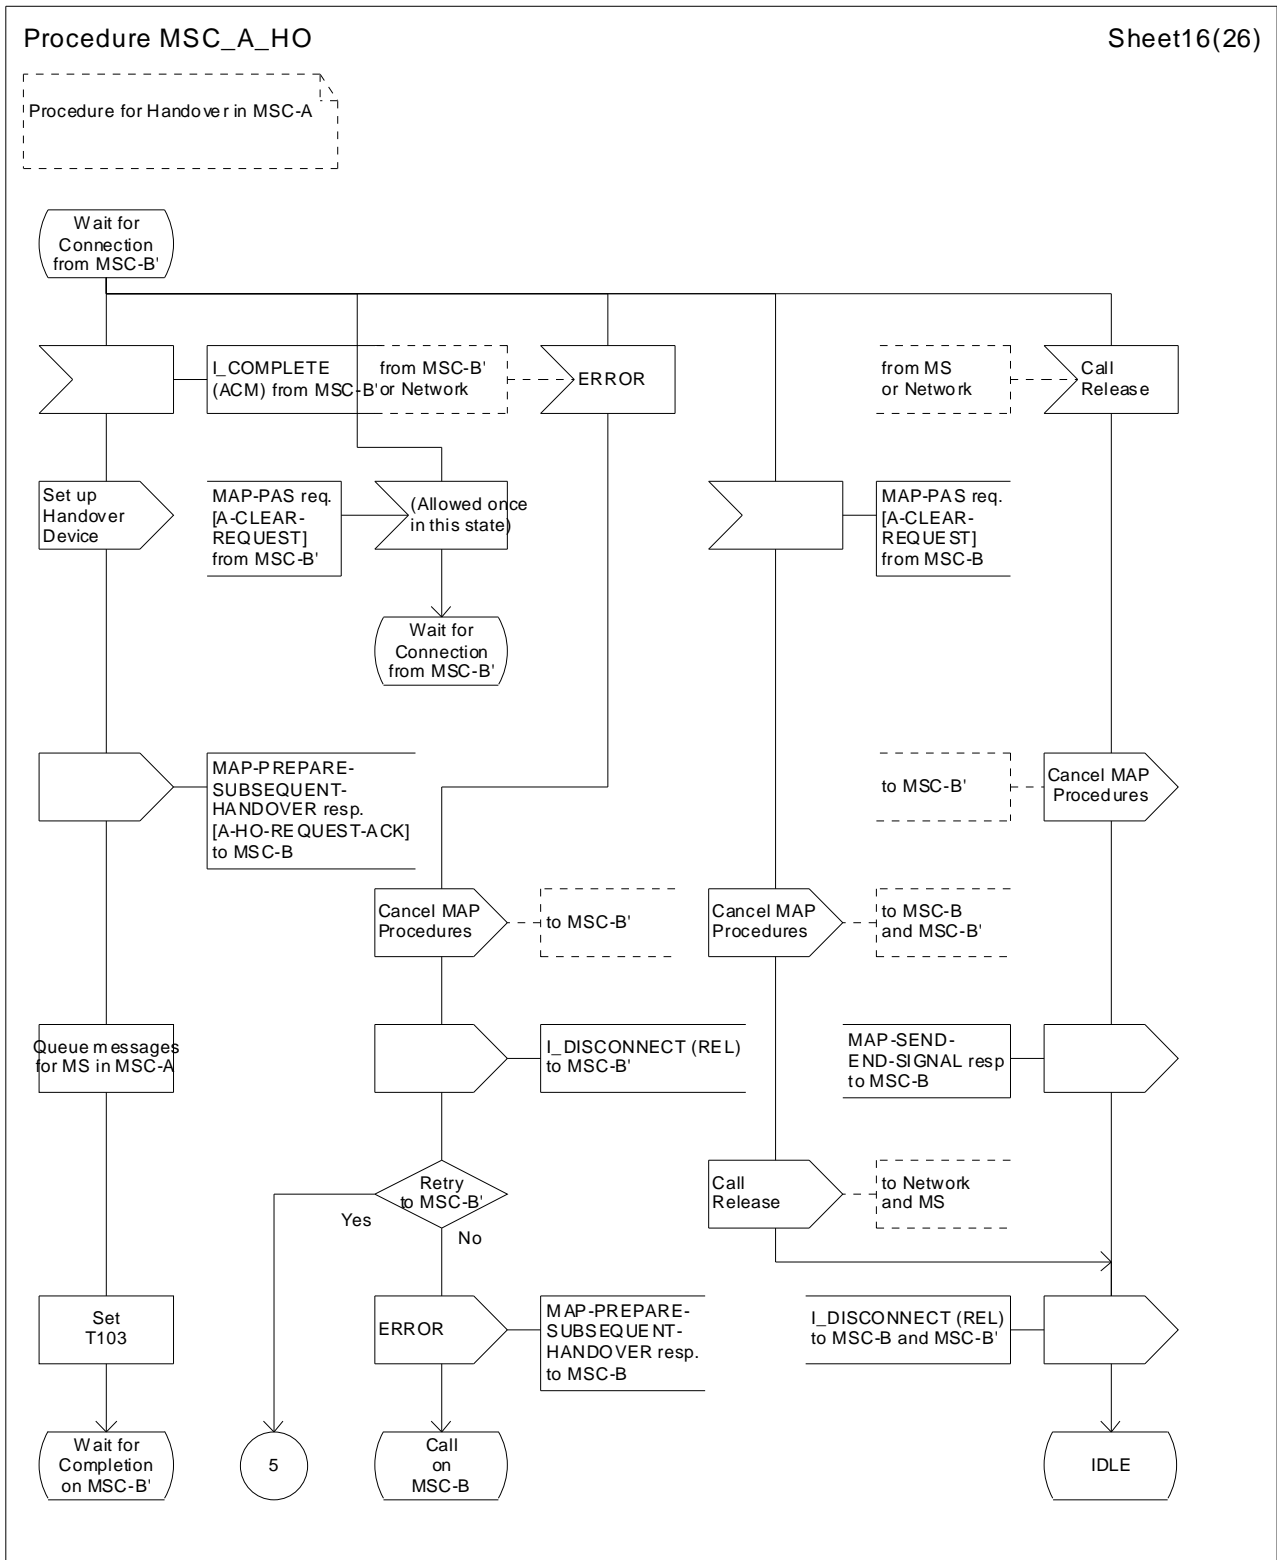 Procedure MSC_A_HO
Sheet16(26)
Procedure for Handover in MSC-A
Wait for
Connection
from MSC-B'
I_COMPLETE
(ACM) from MSC-B'
from MSC-B'
or Network
ERROR
from MS
or Network
Call
Release
Set up
Handover
Device
MAP-PAS req.
[A-CLEAR-
REQUEST]
from MSC-B'
(Allowed once
in this state)
MAP-PAS req.
[A-CLEAR-
REQUEST]
from MSC-B
Wait for
Connection
from MSC-B'
MAP-PREPARE-
SUBSEQUENT-
HANDOVER resp.
[A-HO-REQUEST-ACK]
to MSC-B
to MSC-B'
Cancel MAP
Procedures
Cancel MAP
Procedures
to MSC-B'
Cancel MAP
Procedures
to MSC-B
and MSC-B'
Queue messages
for MS in MSC-A
I_DISCONNECT (REL)
to MSC-B'
MAP-SEND-
END-SIGNAL resp
to MSC-B
Retry
to MSC-B'
Yes
No
Call
Release
to Network
and MS
Set
T103
ERROR
MAP-PREPARE-
SUBSEQUENT-
HANDOVER resp.
to MSC-B
I_DISCONNECT (REL)
to MSC-B and MSC-B'
Wait for
Completion
on MSC-B'
5
Call
on
MSC-B
IDLE